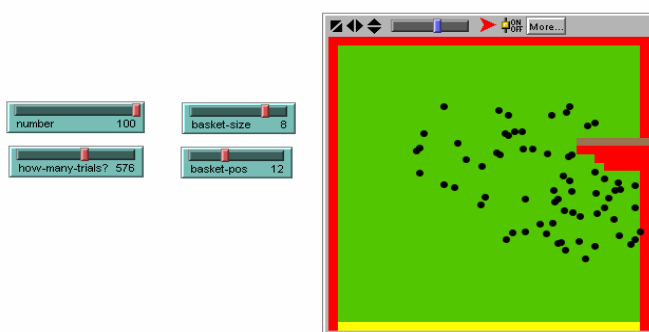 ON
OFF
More...
number 100
basket-size 8
how-many-trials? 576
basket-pos 12